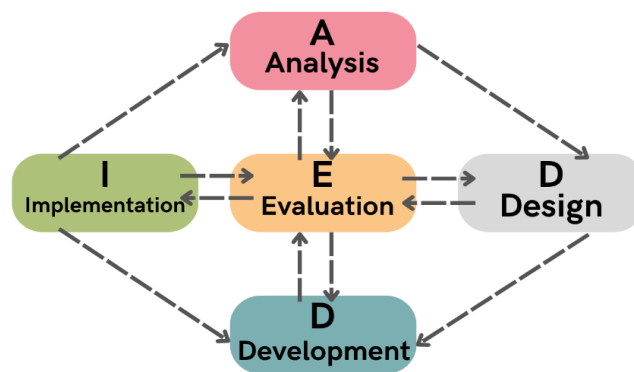 A
Analysis
I
Implementation
E
Evaluation
D
Design
D
Development